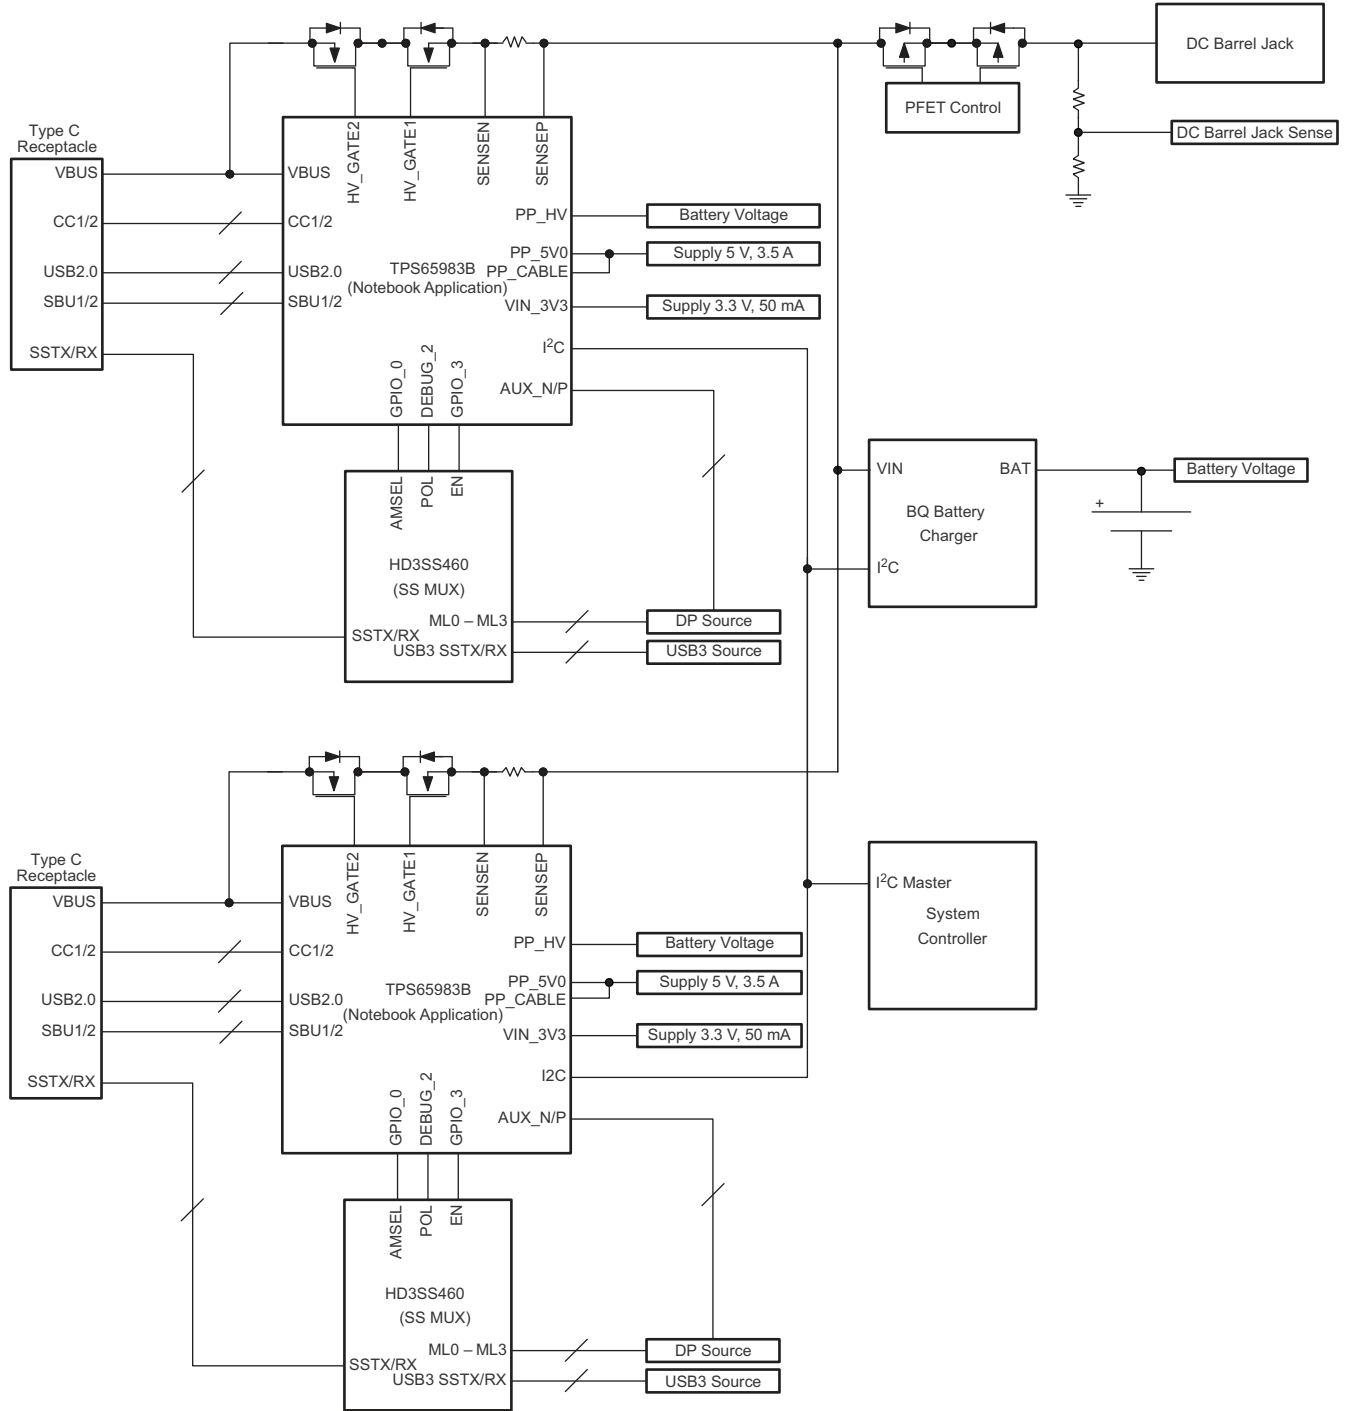 DC Barrel Jack
PFET Control
DC Barrel Jack Sense
Type C
Receptacle
VBUS
CC1/2
USB2.0
SBU1/2
SSTX/RX
HV_GATE2
HV_GATE1
SENSEN
SENSEP
VBUS
CC1/2
USB2.0
SBU1/2
TPS65983B
(Notebook Application)
PP_HV
PP_5V0
PP_CABLE
VIN_3V3
I²C
AUX_N/P
GPIO_0
DEBUG_2
GPIO_3
Battery Voltage
Supply 5 V, 3.5 A
Supply 3.3 V, 50 mA
AMSEL
POL
EN
HD3SS460
(SS MUX)
ML0 – ML3
SSTX/RX
USB3 SSTX/RX
DP Source
USB3 Source
VIN
BAT
BQ Battery
Charger
I²C
Battery Voltage
+
Type C
Receptacle
VBUS
CC1/2
USB2.0
SBU1/2
SSTX/RX
HV_GATE2
HV_GATE1
SENSEN
SENSEP
VBUS
CC1/2
USB2.0
SBU1/2
TPS65983B
(Notebook Application)
PP_HV
PP_5V0
PP_CABLE
VIN_3V3
I2C
AUX_N/P
GPIO_0
DEBUG_2
GPIO_3
Battery Voltage
Supply 5 V, 3.5 A
Supply 3.3 V, 50 mA
I²C Master
System
Controller
AMSEL
POL
EN
HD3SS460
(SS MUX)
ML0 – ML3
SSTX/RX
USB3 SSTX/RX
DP Source
USB3 Source